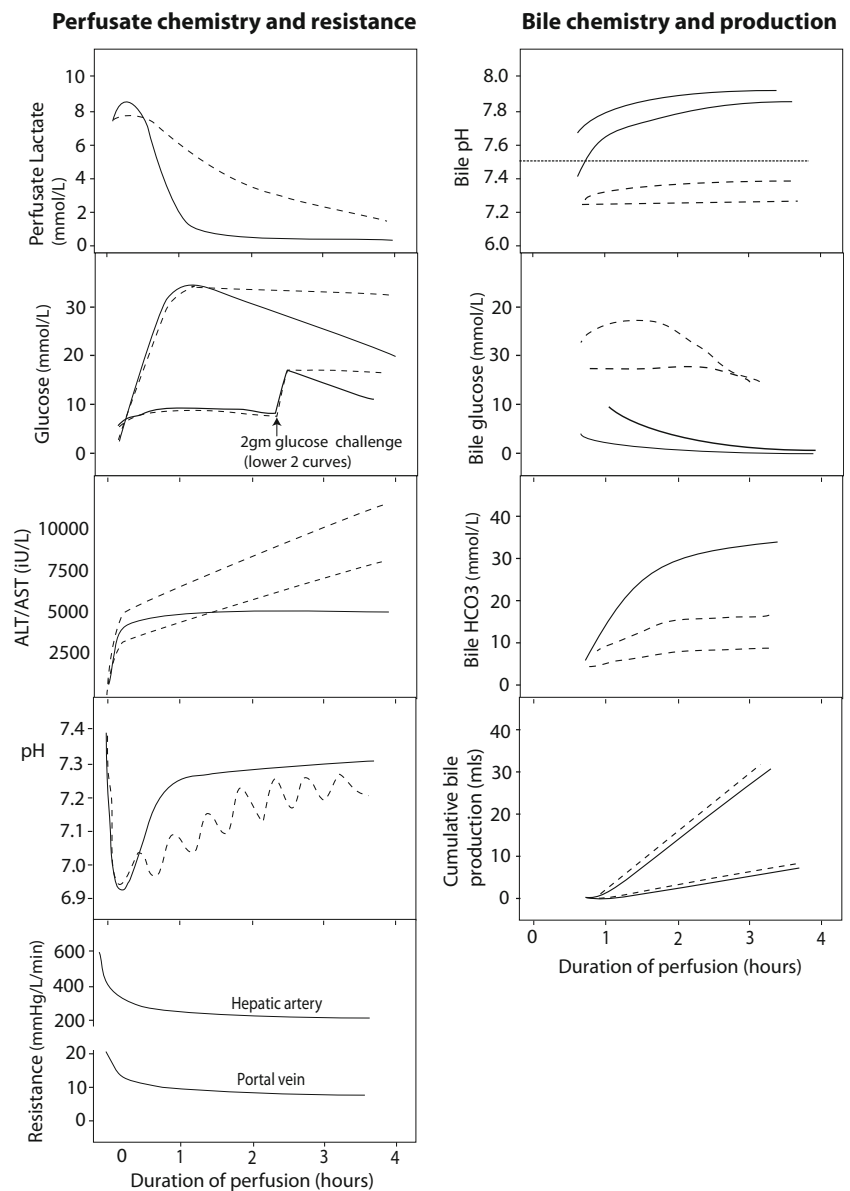 Perfusate chemistry and resistance
Perfusate Lactate
(mmol/L)
10
8
6
4
2
0
Glucose (mmol/L)
30
20
10
0
2gm glucose challenge
(lower 2 curves)
ALT/AST (iU/L)
10000
7500
5000
2500
pH
7.4
7.3
7.2
7.1
7.0
6.9
Resistance (mmHg/L/min)
600
400
200
Hepatic artery
20
10
0
Portal vein
0 1 2 3 4
Duration of perfusion (hours)
Bile chemistry and production
Bile pH
8.0
7.8
7.6
7.4
7.2
6.0
Bile glucose (mmol/L)
20
30
20
10
0
Bile HCO3 (mmol/L)
40
30
20
10
0
Cumulative bile
production (mls)
40
30
20
10
0
0 1 2 3 4
Duration of perfusion (hours)